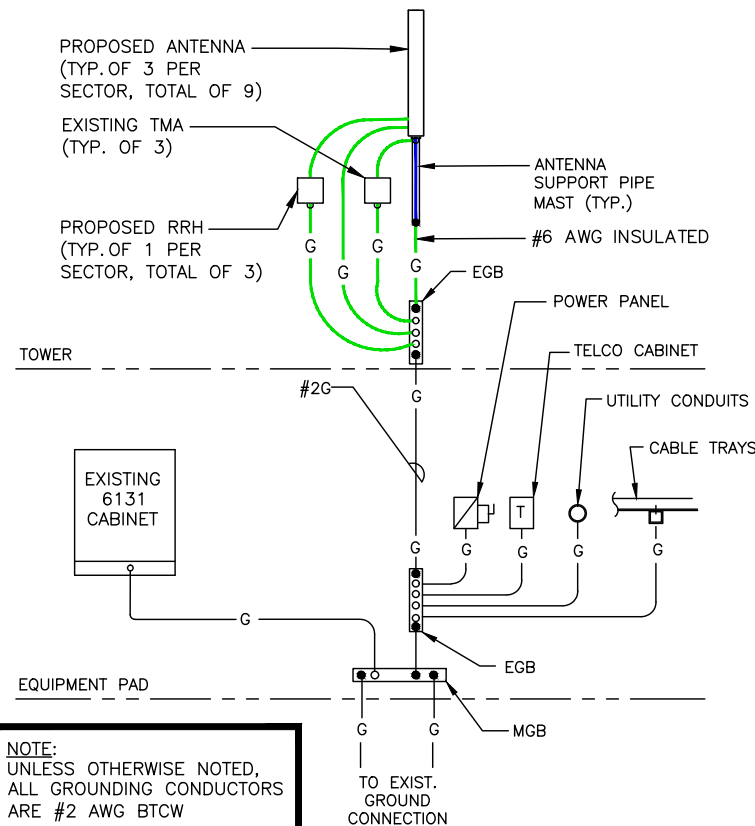 PROPOSED ANTENNA
(TYP. OF 3 PER
SECTOR, TOTAL OF 9)
EXISTING TMA
(TYP. OF 3)
ANTENNA
SUPPORT PIPE
MAST (TYP.)
PROPOSED RRH
(TYP. OF 1 PER
SECTOR, TOTAL OF 3)
#6 AWG INSULATED
G
G
G
G
EGB
POWER PANEL
TOWER
TELCO CABINET
#2G
G
UTILITY CONDUITS
CABLE TRAYS
EXISTING
6131
CABINET
T
G
G
G
G
G
G
EGB
EQUIPMENT PAD
MGB
G
G
NOTE:
UNLESS OTHERWISE NOTED,
ALL GROUNDING CONDUCTORS
ARE #2 AWG BTCW
TO EXIST.
GROUND
CONNECTION